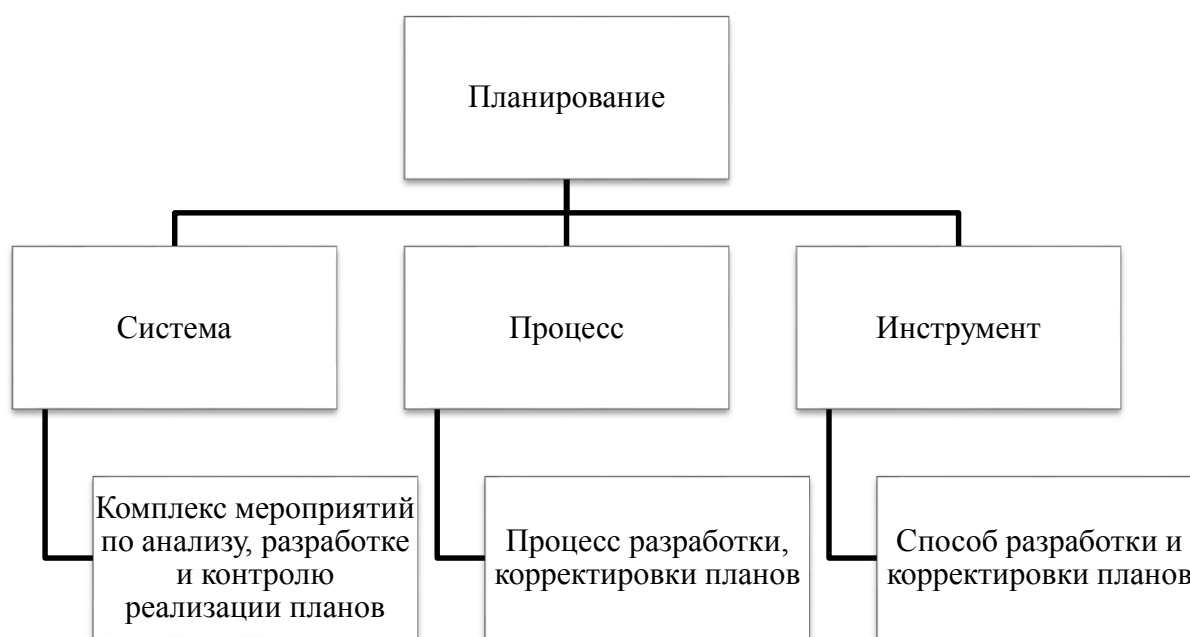 Планирование
Система
Процесс
Инструмент
Комплекс мероприятий
по анализу, разработке
и контролю
реализации планов
Процесс разработки,
корректировки планов
Способ разработки и
корректировки планов